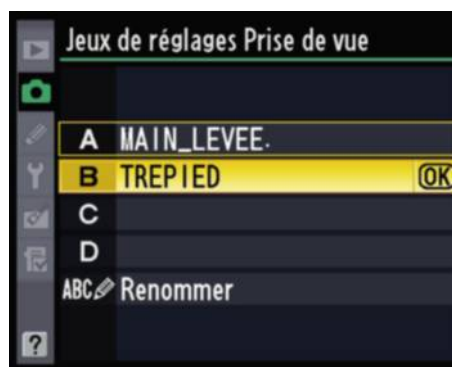 Jeux de réglages Prise de vue
A MAIN_LEVEE.
B TREPIED OK
C
D
ABC Renommer
?